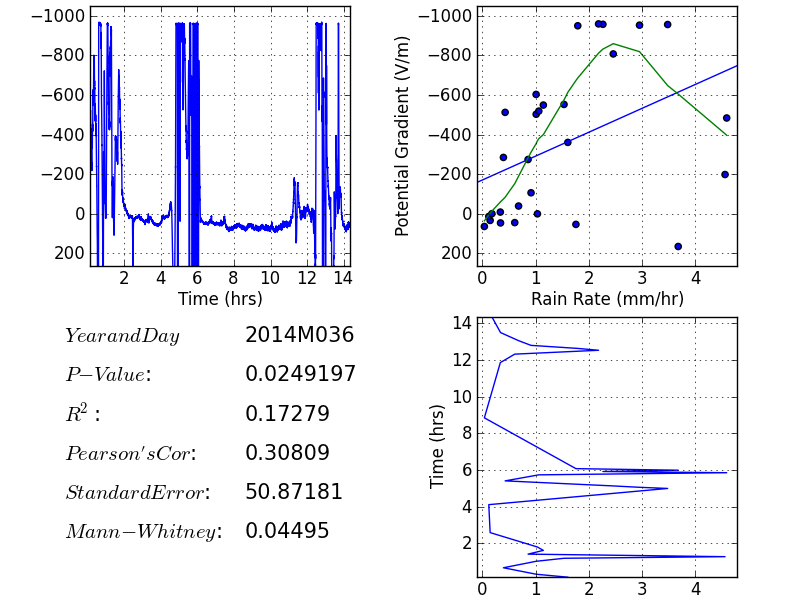 −1000
−800
−600
−400
−200
0
200
2 4 6 8 10 12 14
Time (hrs)
Potential Gradient (V/m)
−1000
−800
−600
−400
−200
0
200
0 1 2 3 4
Rain Rate (mm/hr)
YearandDay 2014M036
P−Value: 0.0249197
R²: 0.17279
Pearson'sCor: 0.30809
StandardError: 50.87181
Mann−Whitney: 0.04495
Time (hrs)
14
12
10
8
6
4
2
0 1 2 3 4